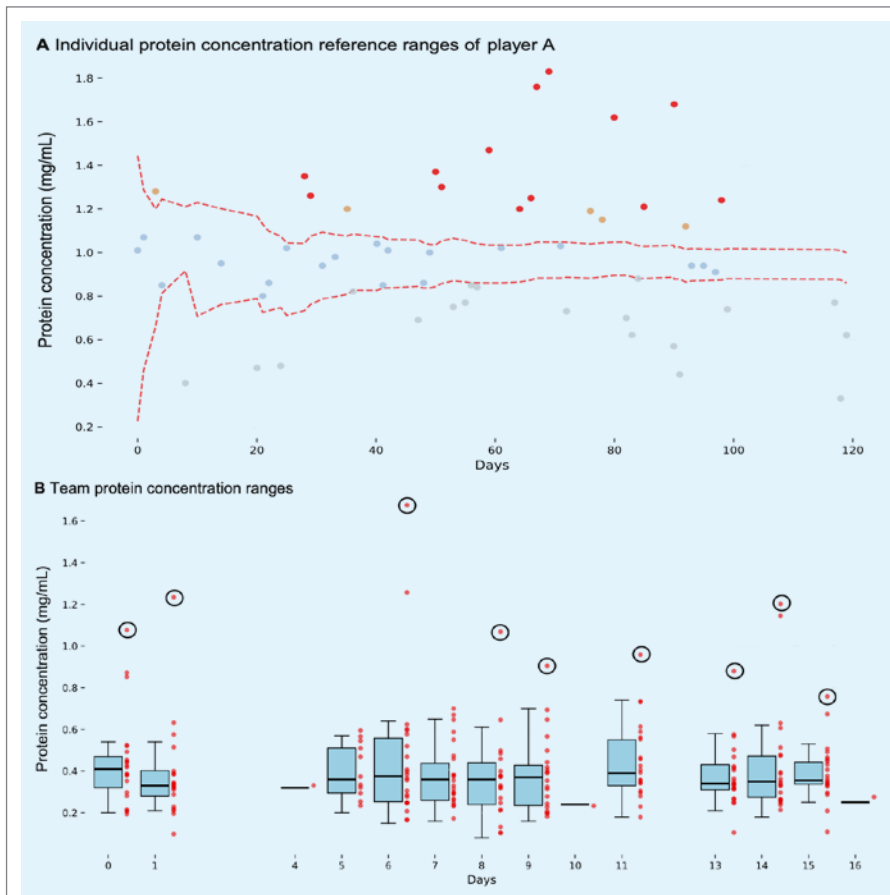 A Individual protein concentration reference ranges of player A
Protein concentration (mg/mL)
1.8
1.6
1.4
1.2
1.0
0.8
0.6
0.4
0.2
0 20 40 60 80 100 120
Days
B Team protein concentration ranges
Protein concentration (mg/mL)
1.6
1.4
1.2
1.0
0.8
0.6
0.4
0.2
0 1 4 5 6 7 8 9 10 11 13 14 15 16
Days